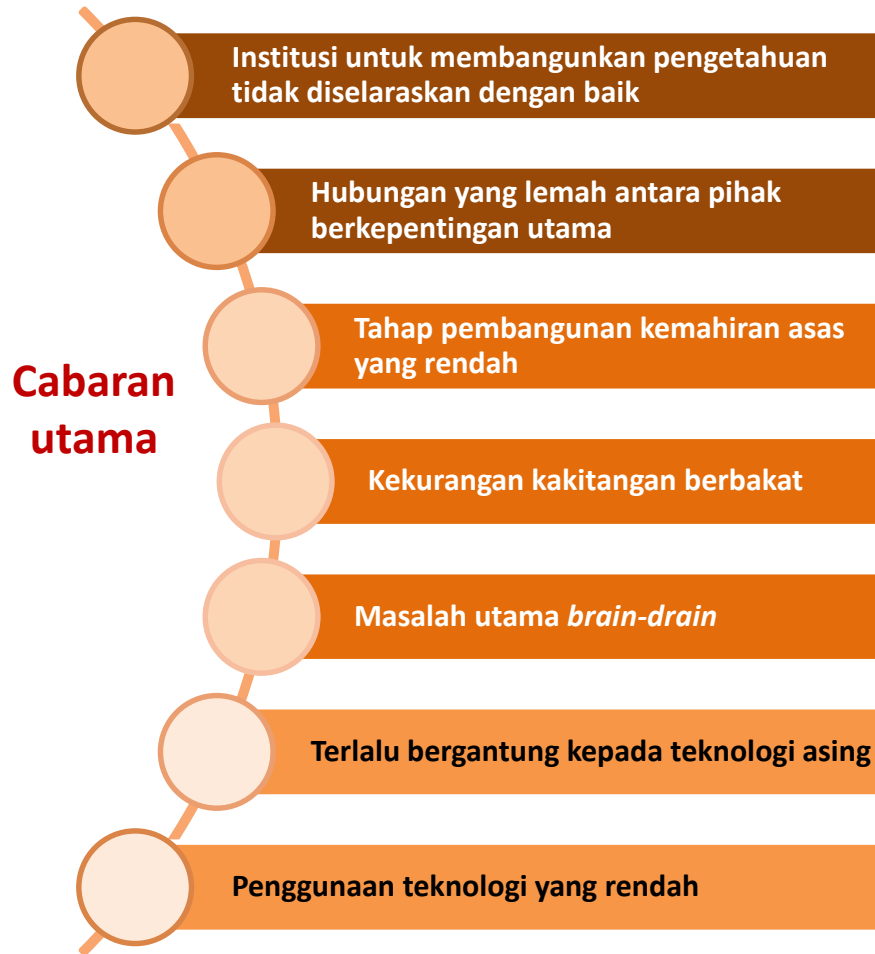 Institusi untuk membangunkan pengetahuan
tidak diselaraskan dengan baik
Hubungan yang lemah antara pihak
berkepentingan utama
Tahap pembangunan kemahiran asas
yang rendah
Cabaran
utama
Kekurangan kakitangan berbakat
Masalah utama brain-drain
Terlalu bergantung kepada teknologi asing
Penggunaan teknologi yang rendah